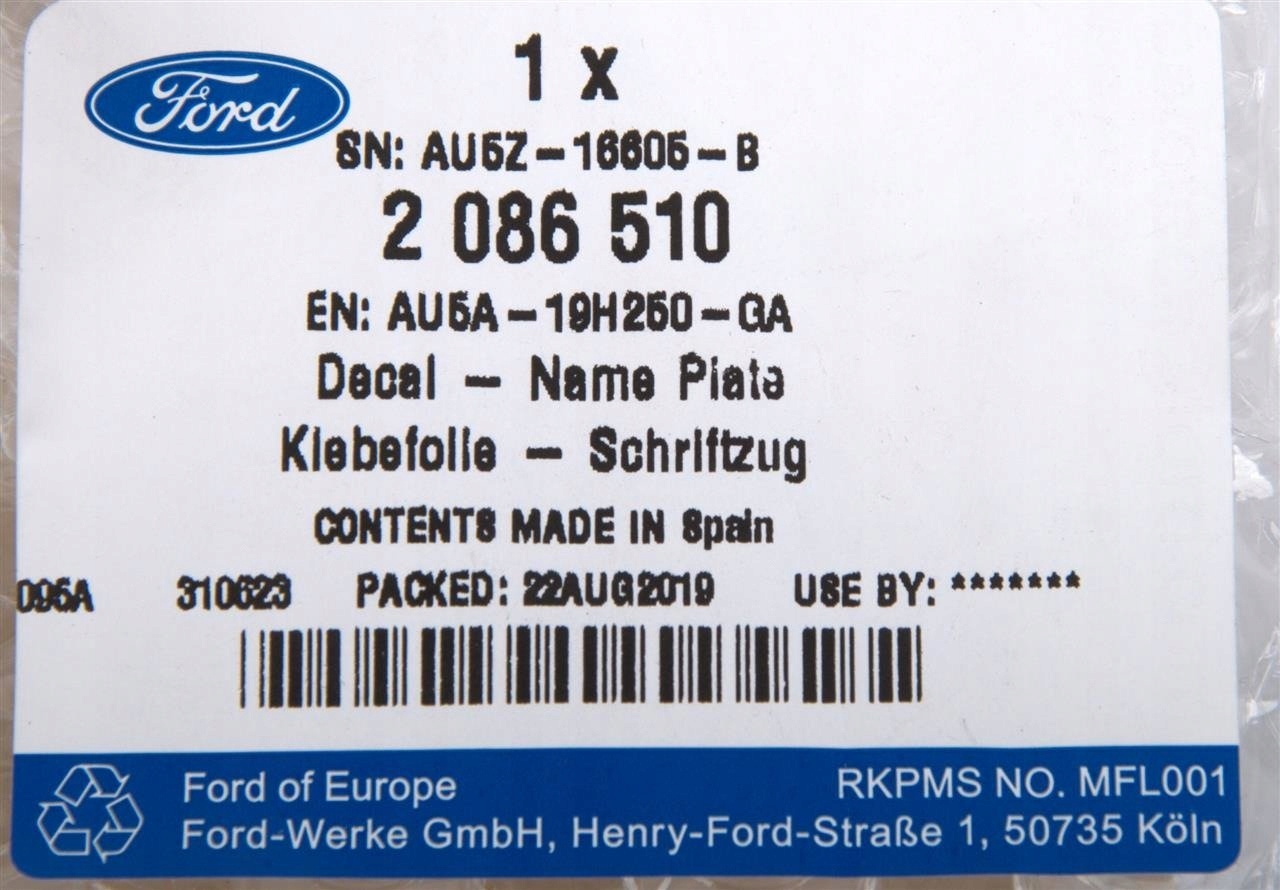 Ford
1 x
SN: AU5Z-16605-B
2 086 510
EN: AU5A-19H250-GA
Decal - Name Plate
Klebefolie - Schriftzug
CONTENTS MADE IN Spain
095A 310623 PACKED: 22AUG2019 USE BY: *******
Ford of Europe RKPMS NO. MFL001
Ford-Werke GmbH, Henry-Ford-Straße 1, 50735 Köln